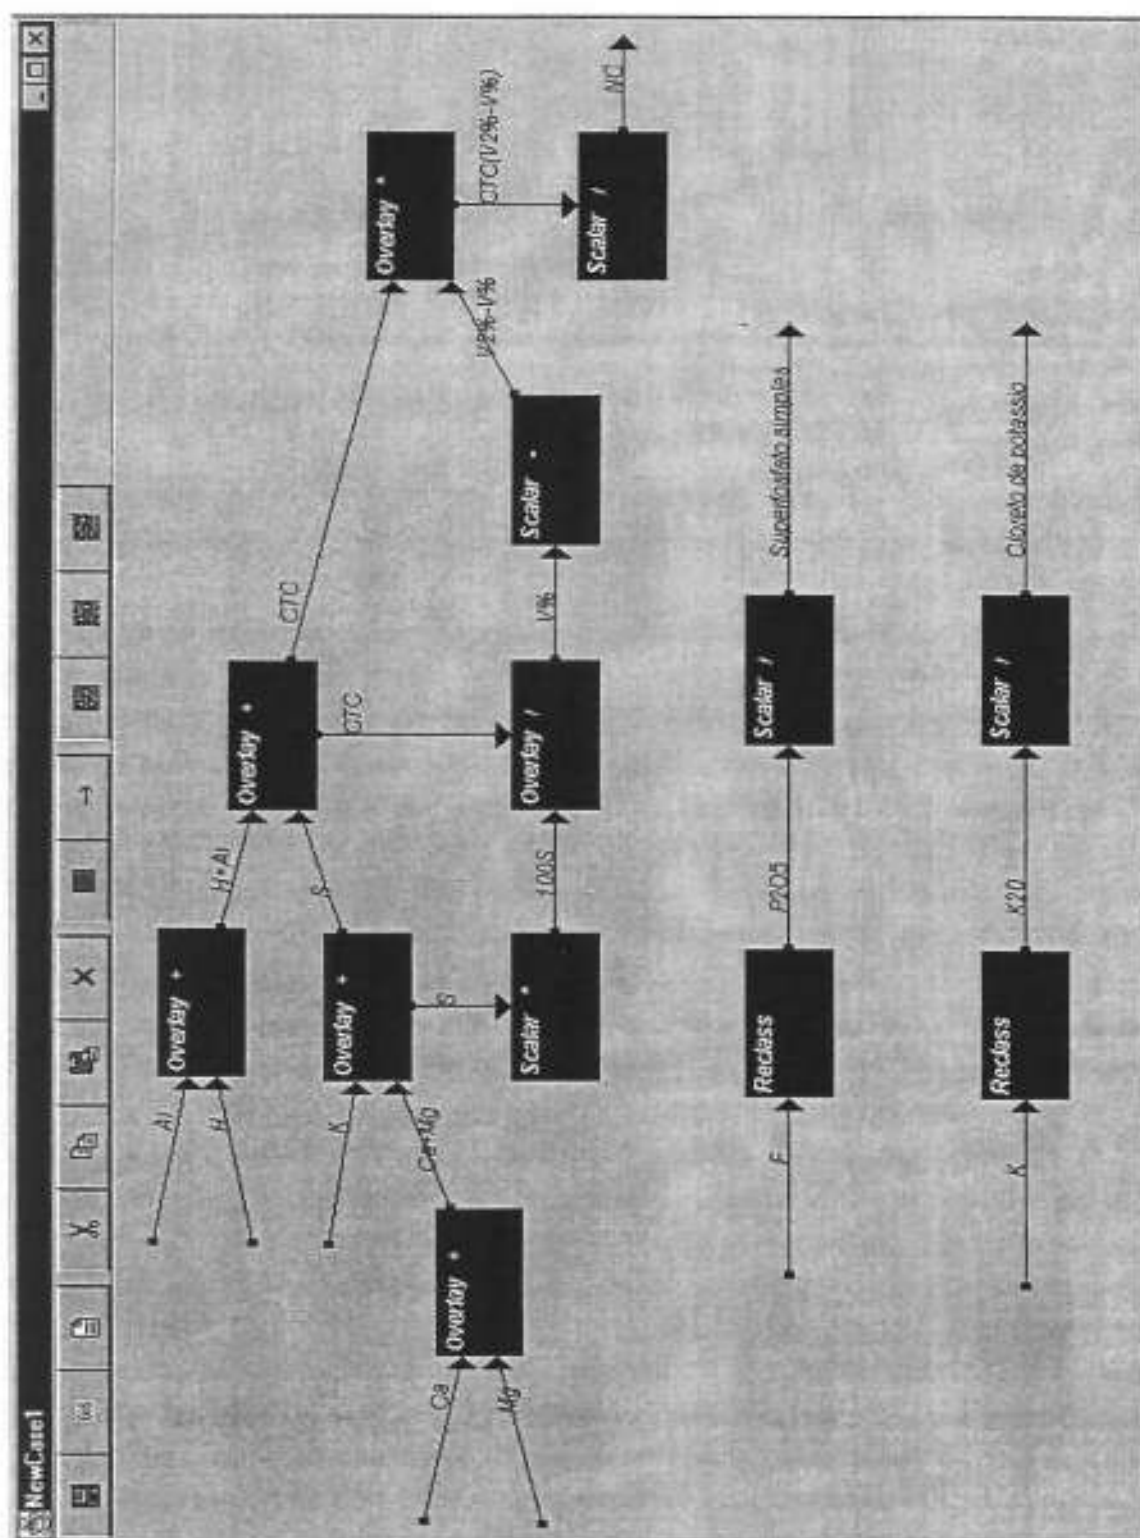 NewCase1
Al
H
Overlay +
H+Al
K
Ca+Mg
Overlay +
S
S
Ca
Mg
Overlay +
Overlay +
CTC
CTC
Scalar *
100S
Overlay /
V%
Scalar
V2%-V%
Overlay *
CTC(V2%-V%)
Scalar /
NC
P
Reclass
P2O5
Scalar /
Superfosfato simples
K
Reclass
K20
Scalar /
Cloreto de potassio